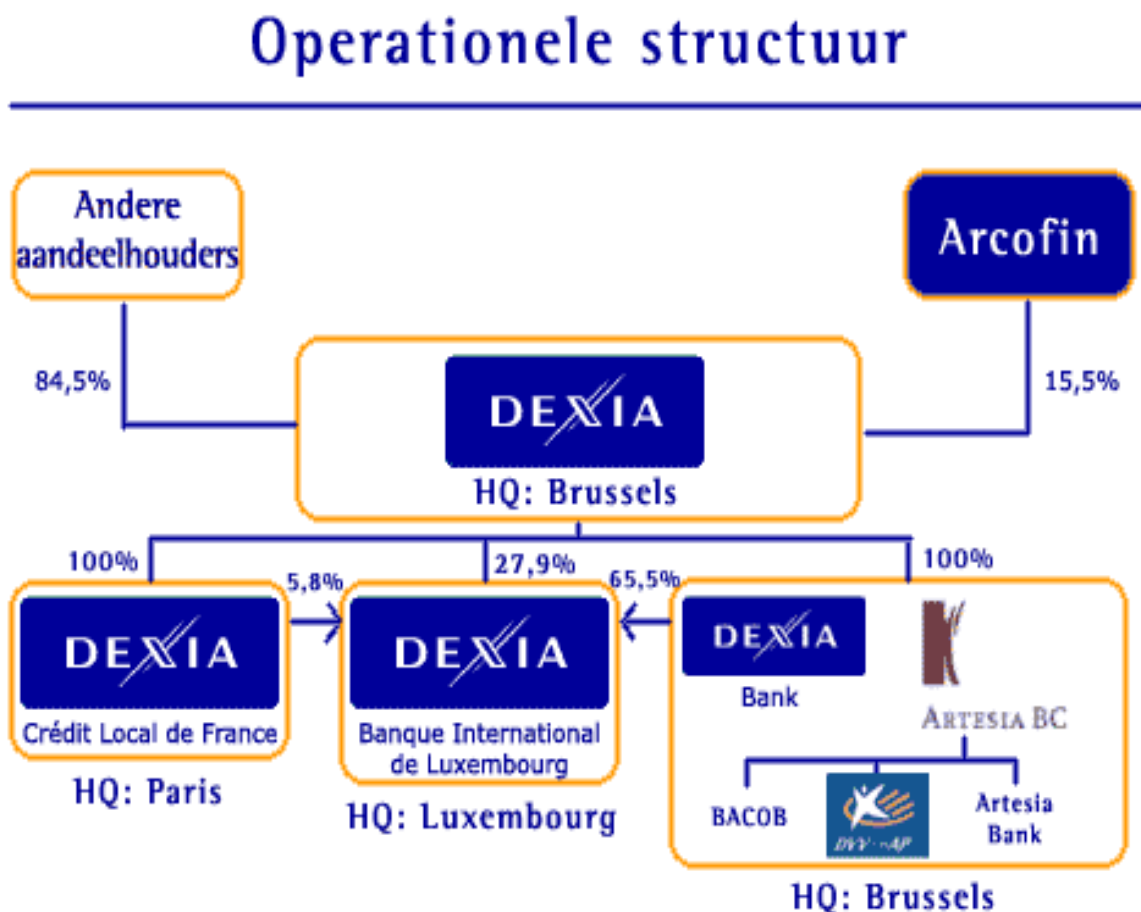 Operationele structuur
Andere
aandeelhouders
Arcofin
84,5%
15,5%
DEXIA
HQ: Brussels
100%
27,9%
100%
5,8%
65,5%
DEXIA
Crédit Local de France
HQ: Paris
DEXIA
Banque International
de Luxembourg
HQ: Luxembourg
DEXIA
Bank
ARTESIA BC
BACOB
DVV·nAP
Artesia
Bank
HQ: Brussels